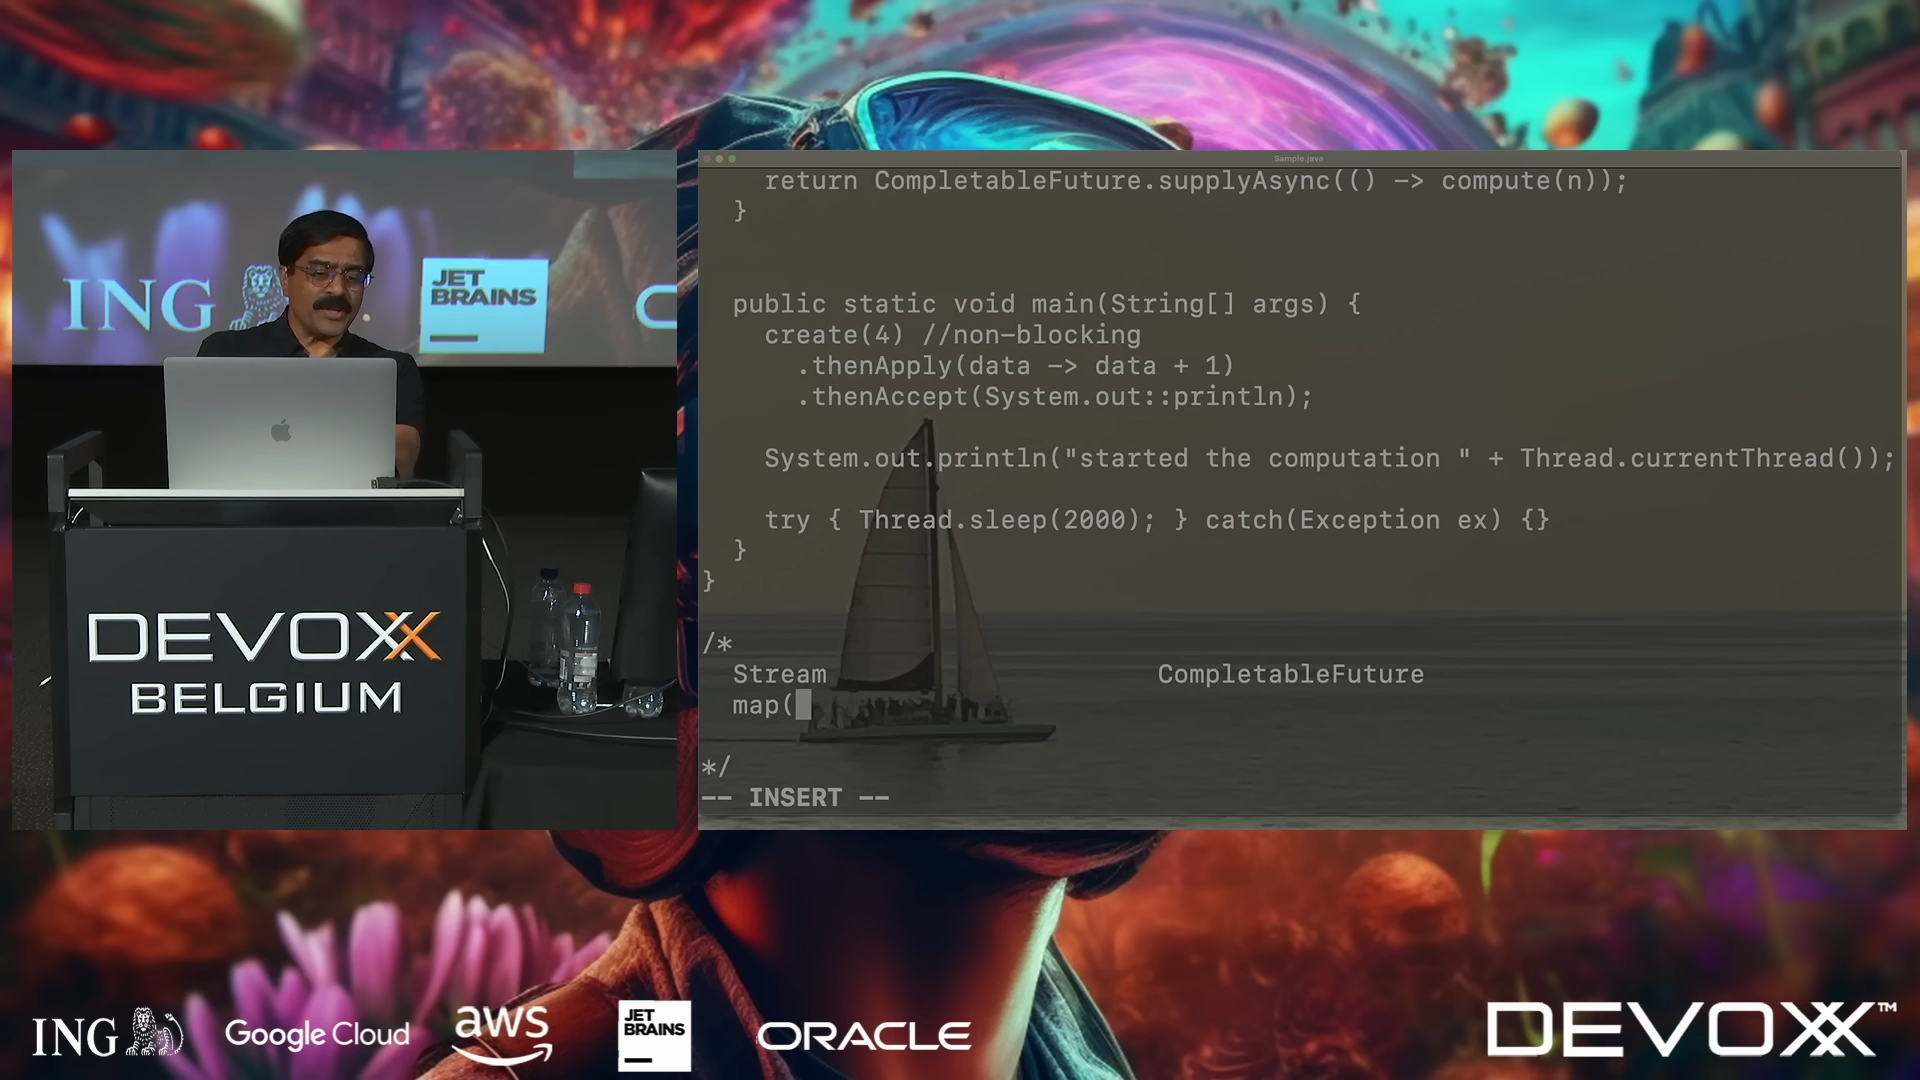 ING
JET
BRAINS
DEVOXX
BELGIUM
Sample.java
return CompletableFuture.supplyAsync(() -> compute(n));
}
public static void main(String[] args) {
create(4) //non-blocking
.thenApply(data -> data + 1)
.thenAccept(System.out::println);
System.out.println("started the computation " + Thread.currentThread());
try { Thread.sleep(2000); } catch(Exception ex) {}
}
}
/*
Stream CompletableFuture
map(
*/
-- INSERT --
ING
Google Cloud
aws
JET
BRAINS
ORACLE
DEVOXX™